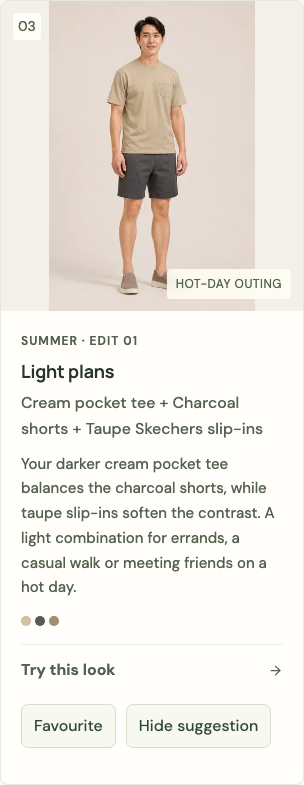 03
HOT-DAY OUTING
SUMMER · EDIT 01
Light plans
Cream pocket tee + Charcoal
shorts + Taupe Skechers slip-ins
Your darker cream pocket tee
balances the charcoal shorts, while
taupe slip-ins soften the contrast. A
light combination for errands, a
casual walk or meeting friends on a
hot day.
Try this look →
Favourite
Hide suggestion